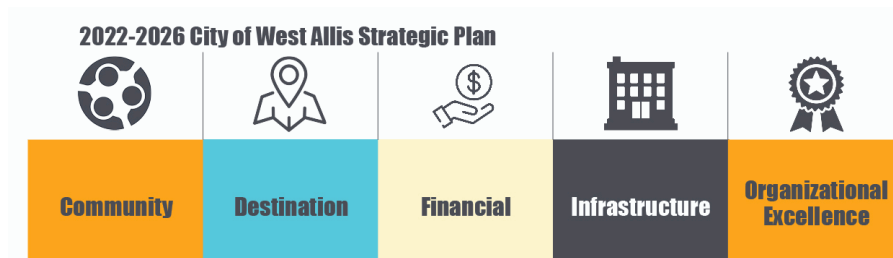 2022-2026 City of West Allis Strategic Plan
$
Community
Destination
Financial
Infrastructure
Organizational
Excellence